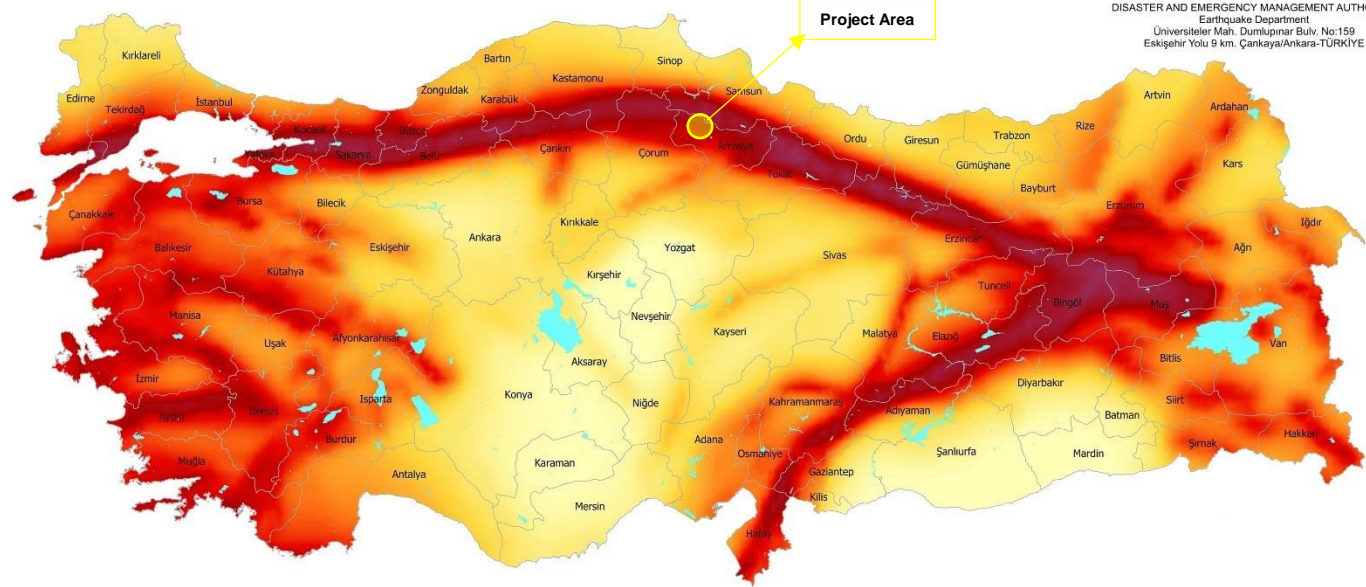 Project Area
DISASTER AND EMERGENCY MANAGEMENT AUTHO
Earthquake Department
Üniversiteler Mah. Dumlupınar Bulv. No:159
Eskişehir Yolu 9 km. Çankaya/Ankara-TÜRKİYE
Kırklareli
Edirne
Tekirdağ
İstanbul
Kocaeli
Sakarya
Düzce
Bolu
Zonguldak
Bartın
Karabük
Kastamonu
Sinop
Samsun
Çankırı
Çorum
Amasya
Tokat
Ordu
Giresun
Trabzon
Gümüşhane
Bayburt
Rize
Artvin
Ardahan
Kars
Iğdır
Ağrı
Erzurum
Erzincan
Çanakkale
Bursa
Bilecik
Balıkesir
Kütahya
Eskişehir
Ankara
Kırıkkale
Kırşehir
Yozgat
Sivas
Tunceli
Bingöl
Muş
Manisa
Uşak
Afyonkarahisar
Nevşehir
Kayseri
Aksaray
Malatya
Elazığ
Bitlis
Van
İzmir
Aydın
Denizli
Isparta
Burdur
Konya
Niğde
Kahramanmaraş
Adıyaman
Diyarbakır
Batman
Siirt
Şırnak
Hakkari
Muğla
Antalya
Karaman
Mersin
Adana
Osmaniye
Gaziantep
Kilis
Hatay
Şanlıurfa
Mardin